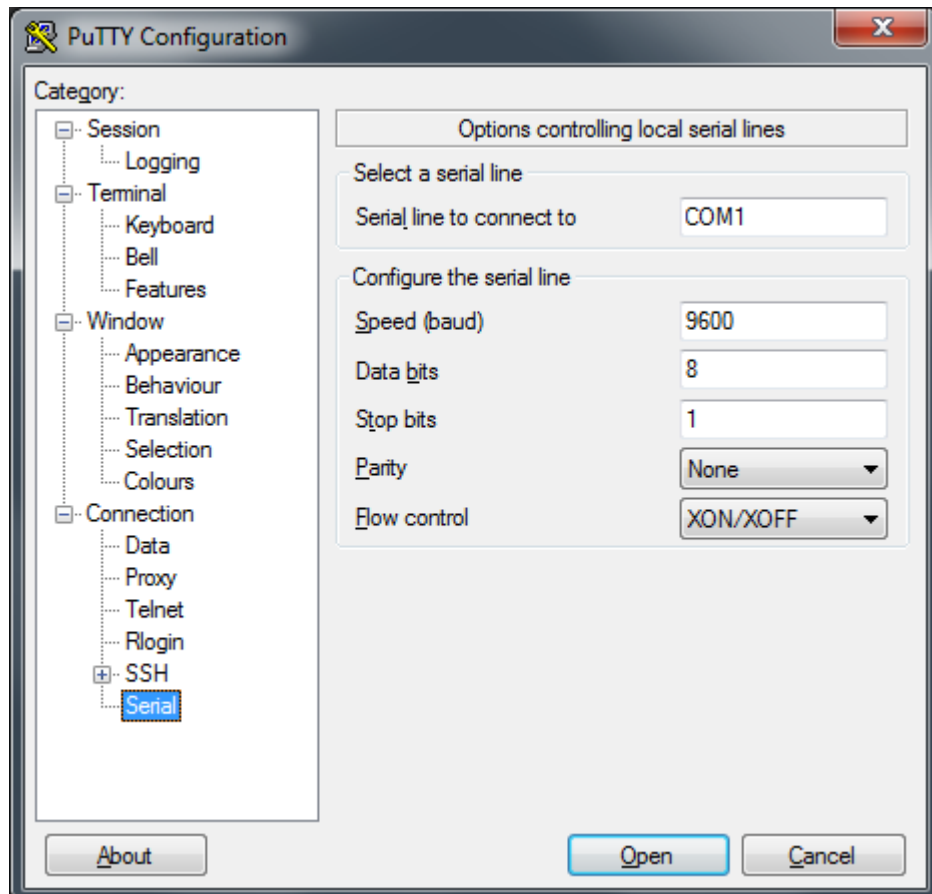 PuTTY Configuration
Category:
Session
Logging
Terminal
Keyboard
Bell
Features
Window
Appearance
Behaviour
Translation
Selection
Colours
Connection
Data
Proxy
Telnet
Rlogin
SSH
Serial
Options controlling local serial lines
Select a serial line
Serial line to connect to COM1
Configure the serial line
Speed (baud) 9600
Data bits 8
Stop bits 1
Parity None
Flow control XON/XOFF
About Open Cancel